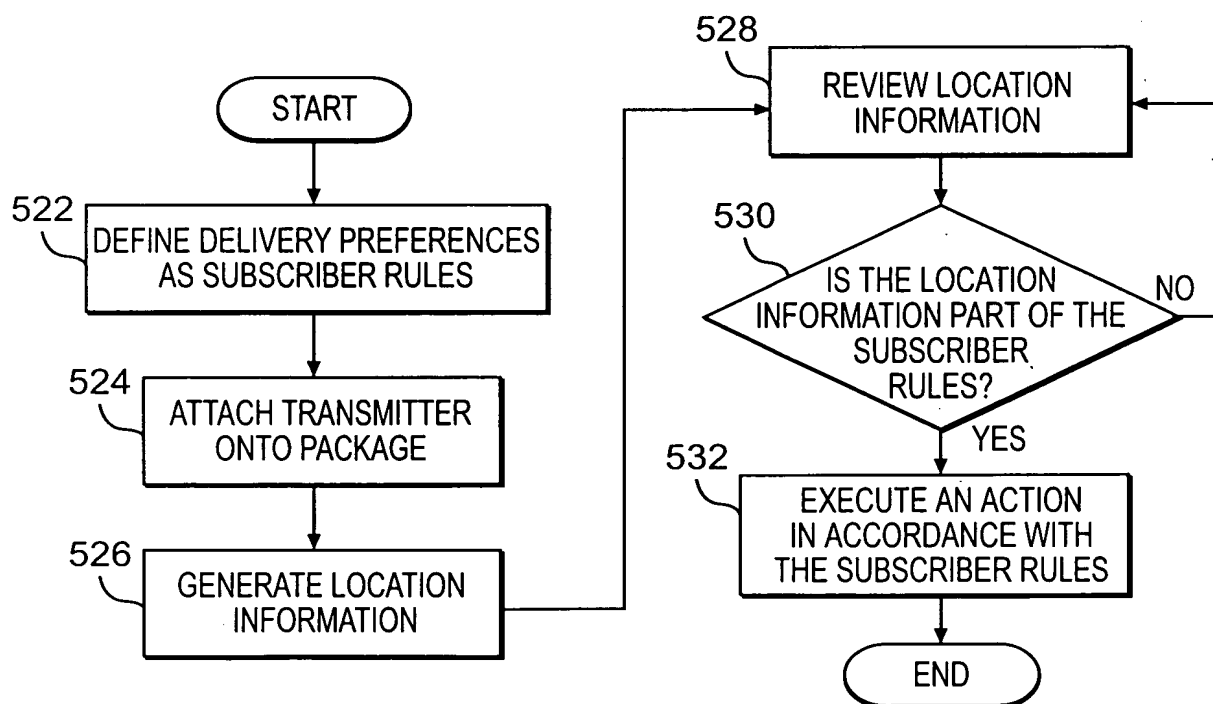 START
522
DEFINE DELIVERY PREFERENCES
AS SUBSCRIBER RULES
524
ATTACH TRANSMITTER
ONTO PACKAGE
526
GENERATE LOCATION
INFORMATION
528
REVIEW LOCATION
INFORMATION
530
IS THE LOCATION
INFORMATION PART OF THE
SUBSCRIBER
RULES?
NO
YES
532
EXECUTE AN ACTION
IN ACCORDANCE WITH
THE SUBSCRIBER RULES
END